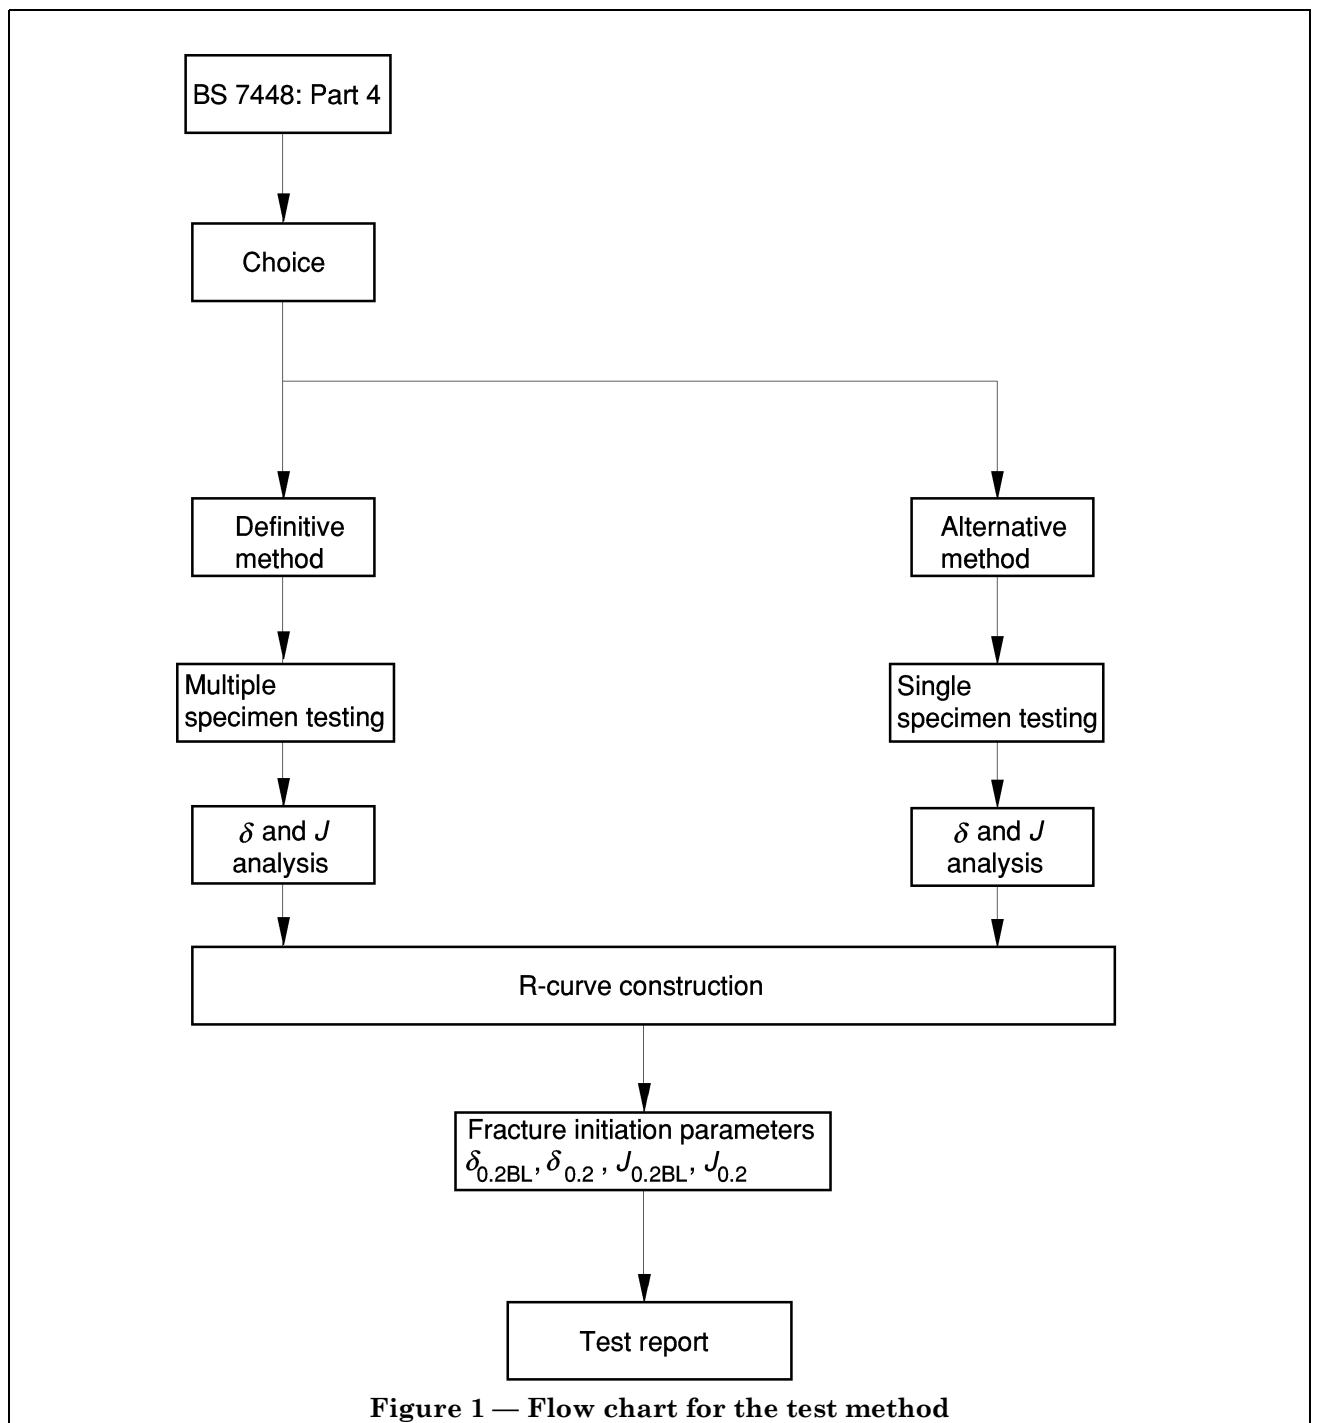 BS 7448: Part 4
Choice
Definitive
method
Alternative
method
Multiple
specimen testing
Single
specimen testing
δ and J
analysis
δ and J
analysis
R-curve construction
Fracture initiation parameters
δ0.2BL, δ0.2 , J0.2BL, J0.2
Test report
Figure 1 — Flow chart for the test method